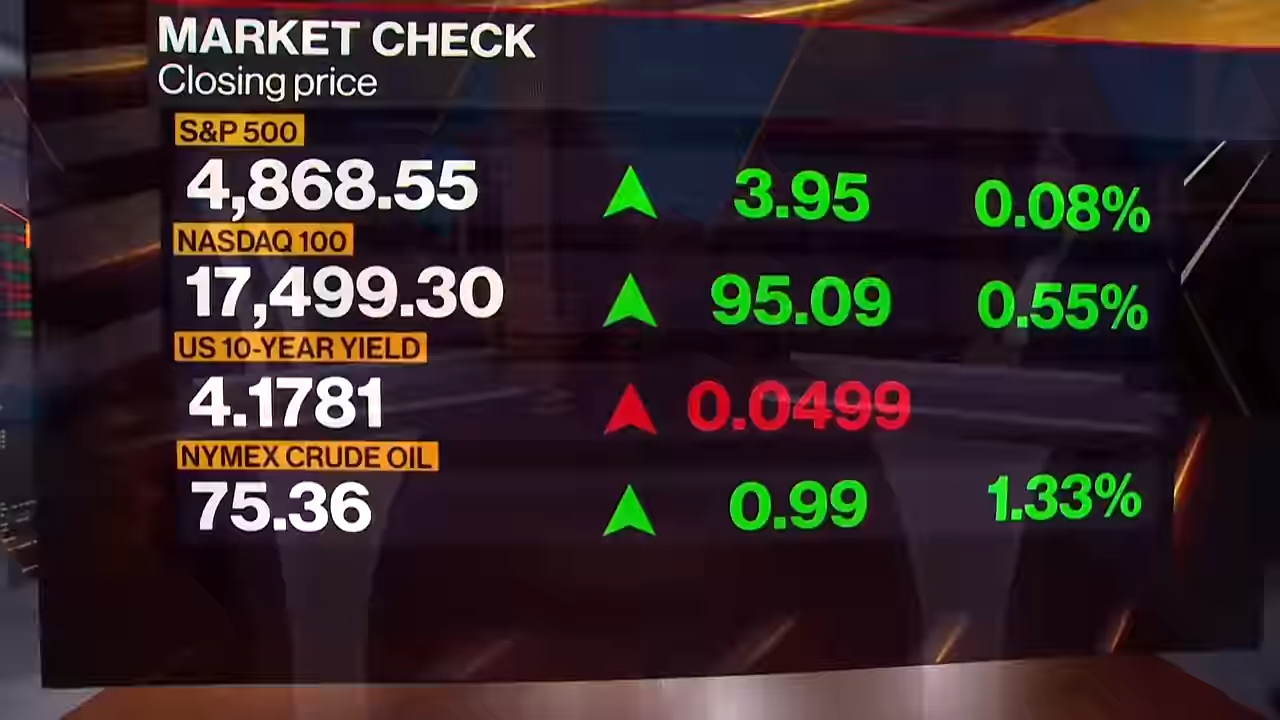 MARKET CHECK
Closing price
S&P 500
4,868.55 3.95 0.08%
NASDAQ 100
17,499.30 95.09 0.55%
US 10-YEAR YIELD
4.1781 0.0499
NYMEX CRUDE OIL
75.36 0.99 1.33%